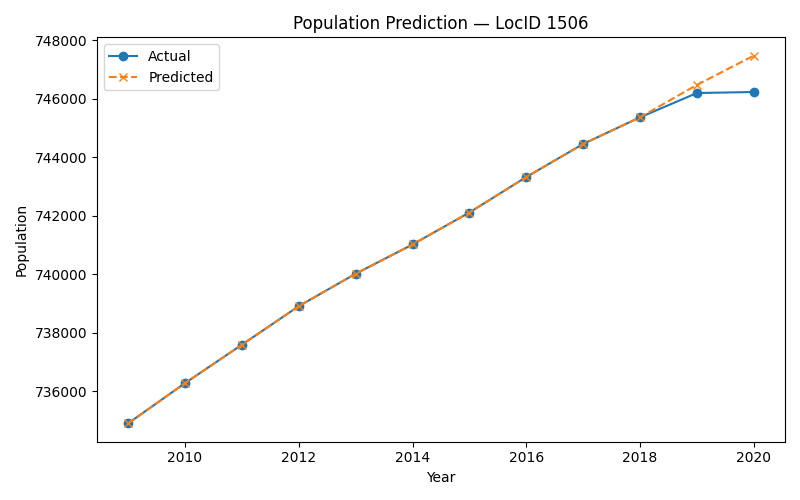 Population Prediction — LocID 1506
Actual
Predicted
748000
746000
744000
742000
740000
738000
736000
Population
2010
2012
2014
2016
2018
2020
Year